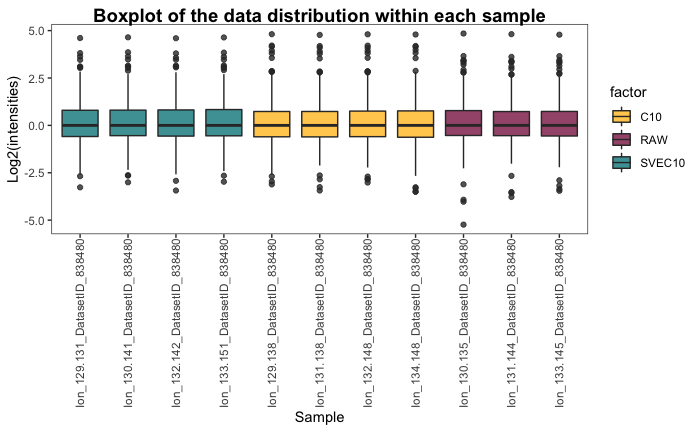 Boxplot of the data distribution within each sample
Log2(intensities)
5.0
2.5
0.0
-2.5
-5.0
Ion_129.131_DatasetID_838480
Ion_130.141_DatasetID_838480
Ion_132.142_DatasetID_838480
Ion_133.151_DatasetID_838480
Ion_129.138_DatasetID_838480
Ion_131.138_DatasetID_838480
Ion_132.148_DatasetID_838480
Ion_134.148_DatasetID_838480
Ion_130.135_DatasetID_838480
Ion_131.144_DatasetID_838480
Ion_133.145_DatasetID_838480
Sample
factor
C10
RAW
SVEC10